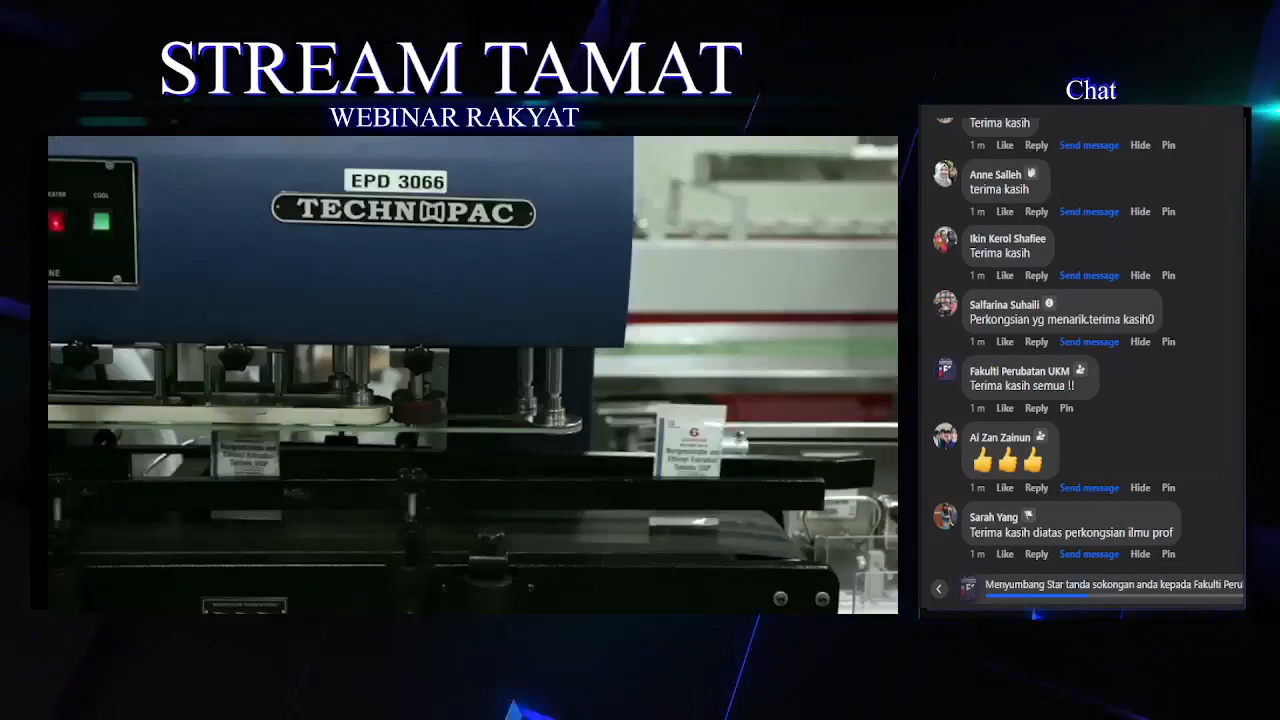 STREAM TAMAT
WEBINAR RAKYAT
Chat
EPD 3066
TECHNOPAC
COOL
Terima kasih
1 m Like Reply Send message Hide Pin
Anne Salleh
terima kasih
1 m Like Reply Send message Hide Pin
Ikin Kerol Shafiee
Terima kasih
1 m Like Reply Send message Hide Pin
Salfarina Suhaili
Perkongsian yg menarik.terima kasih0
1 m Like Reply Send message Hide Pin
Fakulti Perubatan UKM
Terima kasih semua !!
1 m Like Reply Pin
Ai Zan Zainun
👍👍👍
1 m Like Reply Send message Hide Pin
Sarah Yang
Terima kasih diatas perkongsian ilmu prof
1 m Like Reply Send message Hide Pin
Menyumbang Star tanda sokongan anda kepada Fakulti Peru